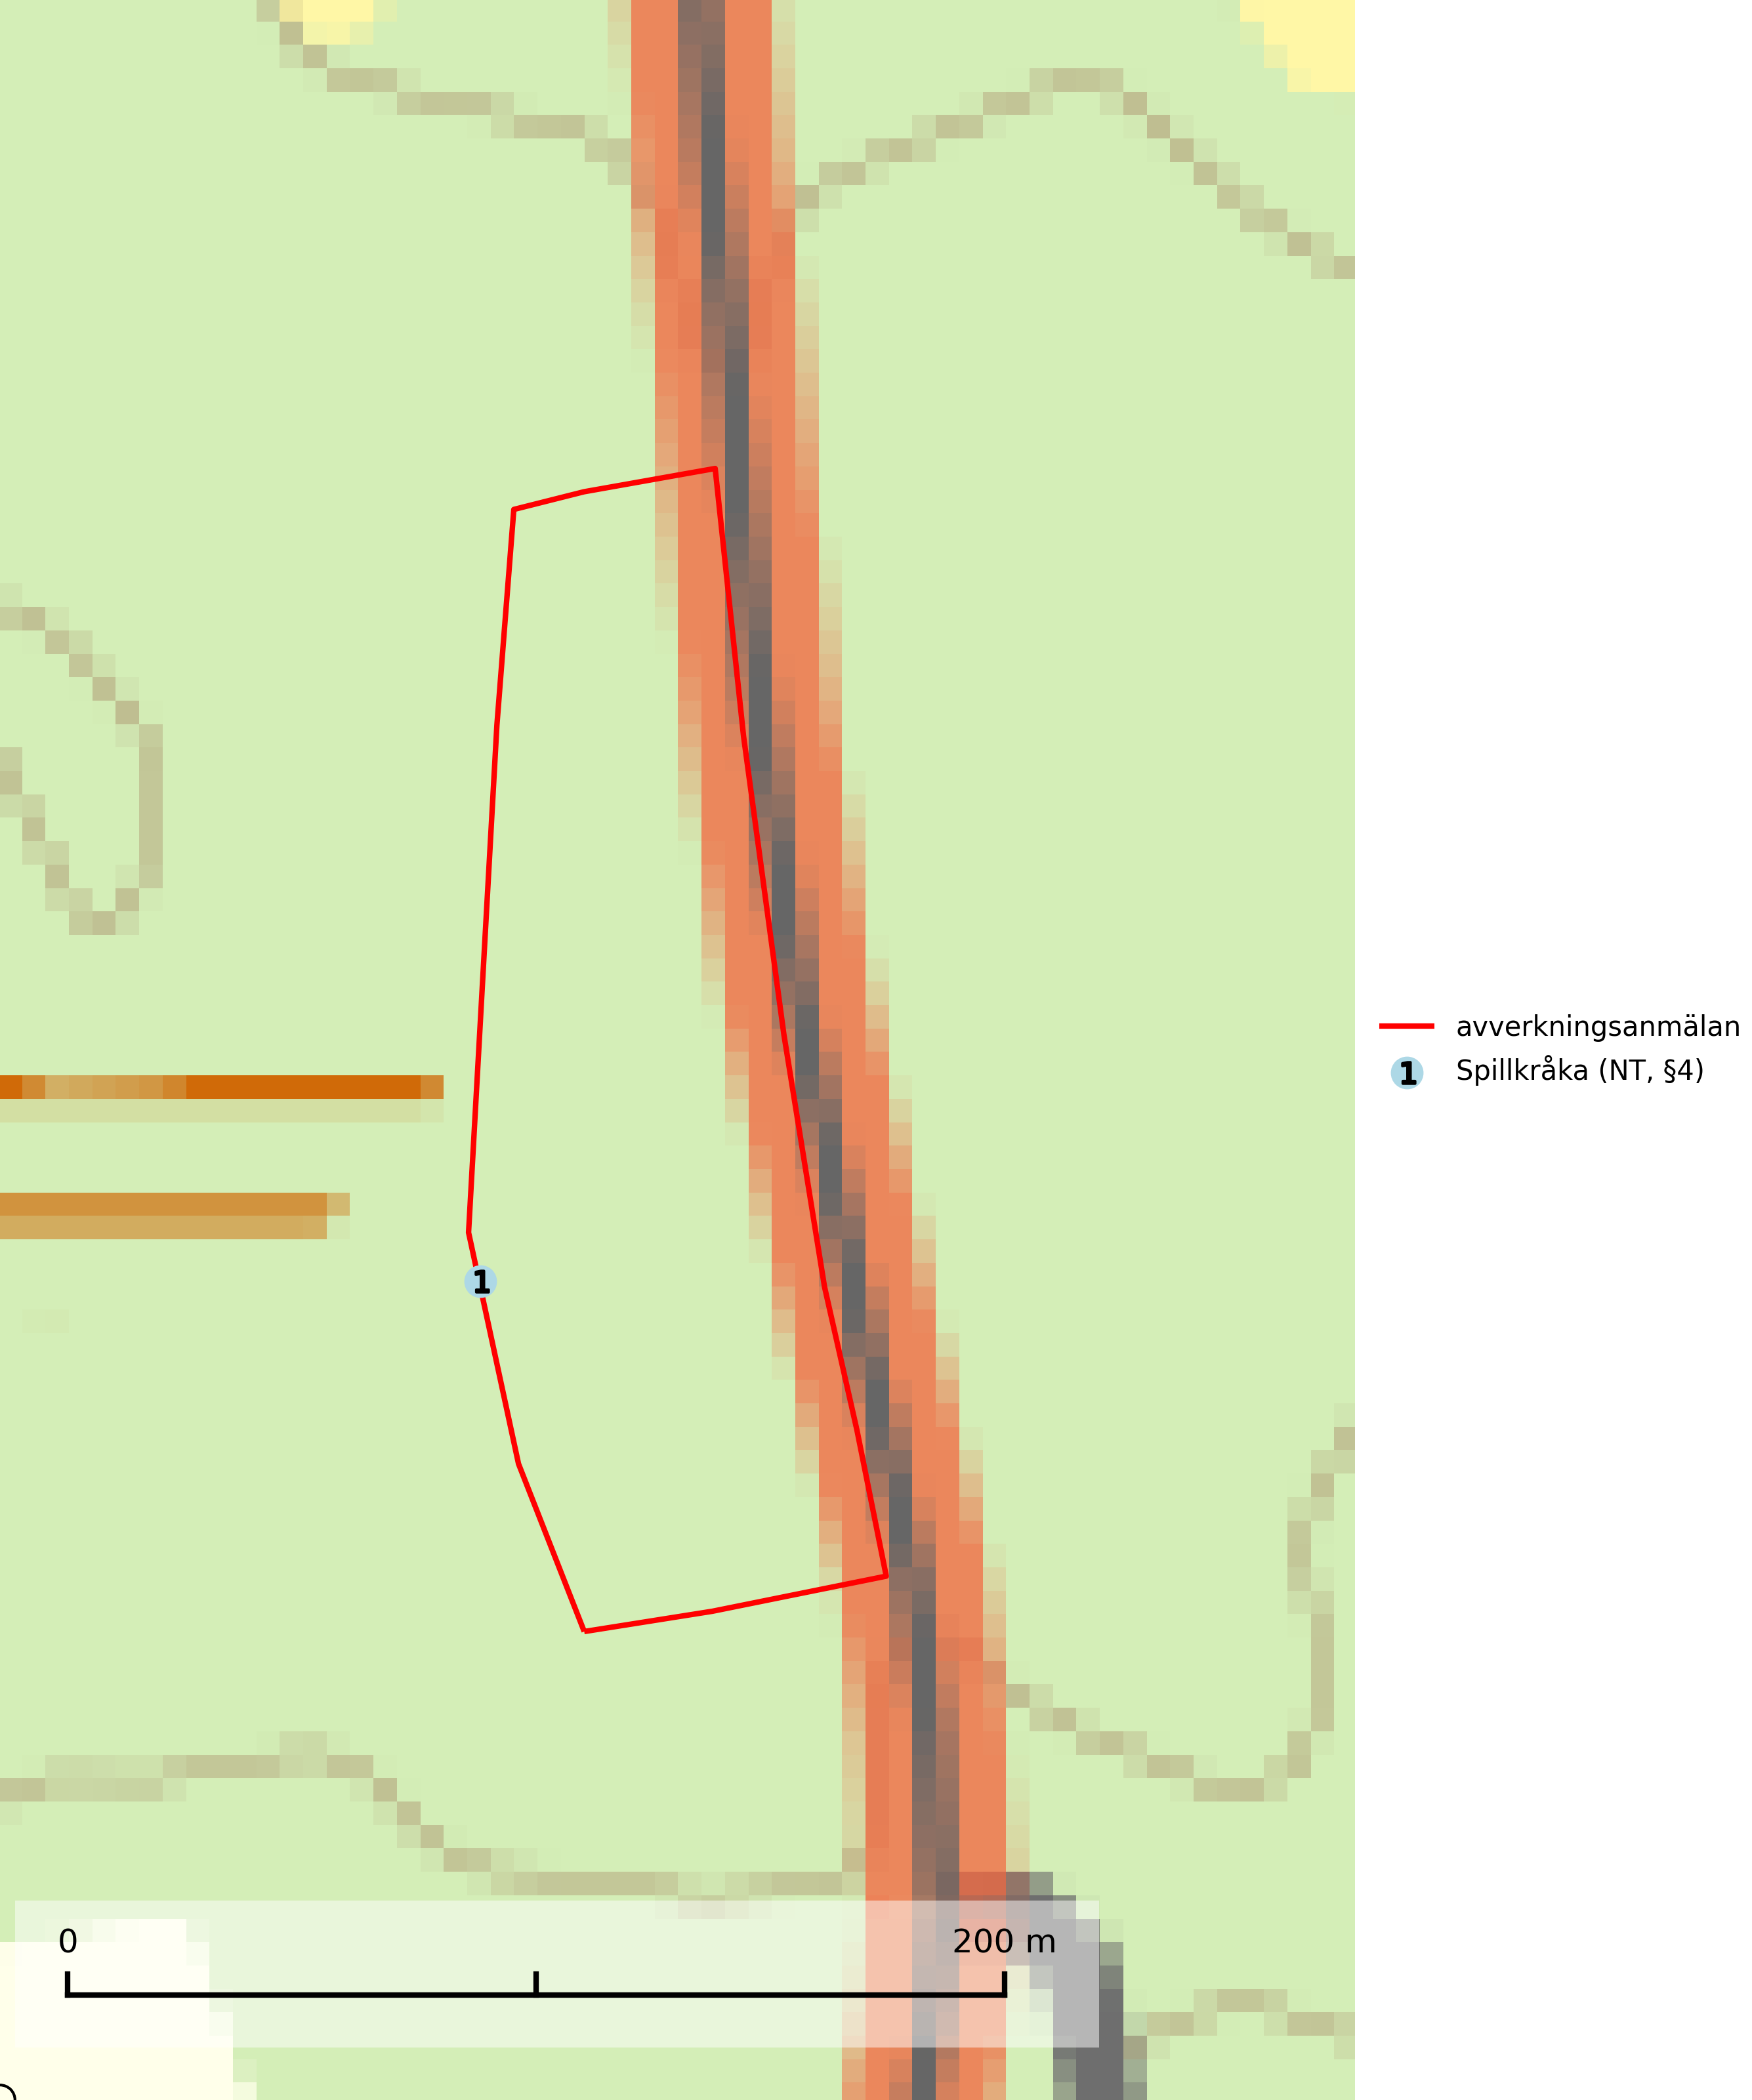 avverkningsanmälan
1 Spillkråka (NT, §4)
1
0 200 m